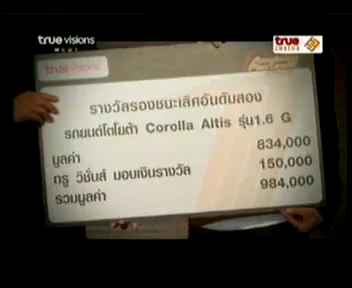 truevisions
true
INSIDE
truevisions
รางวัลรองชนะเลิศอันดับสอง
รถยนต์โตโยต้า Corolla Altis รุ่น1.6 G
มูลค่า 834,000
ทรู วิชั่นส์ มอบเงินรางวัล 150,000
รวมมูลค่า 984,000